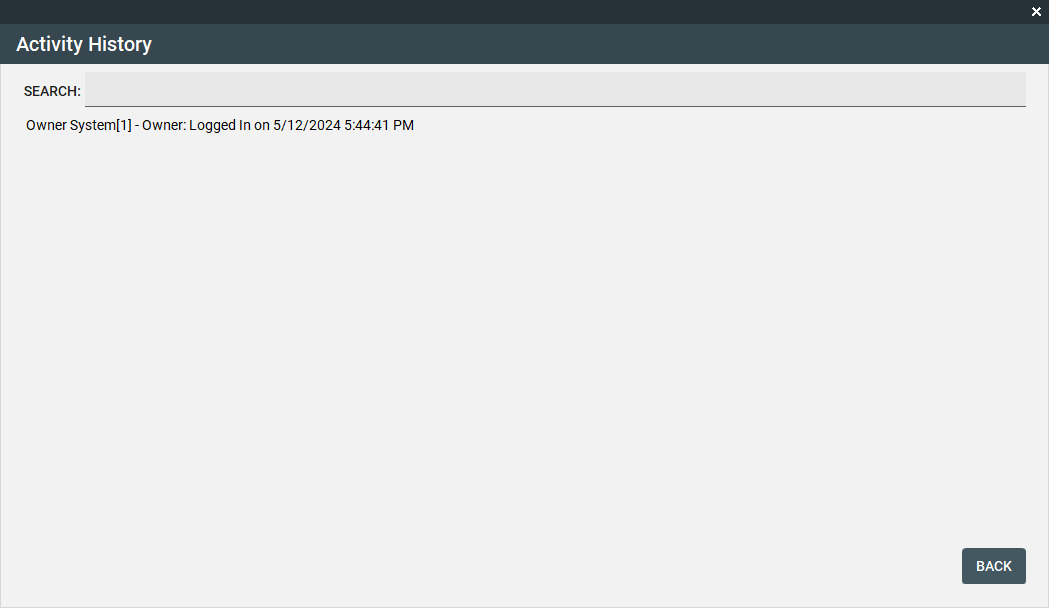 Activity History
SEARCH:
Owner System[1] - Owner: Logged In on 5/12/2024 5:44:41 PM
BACK